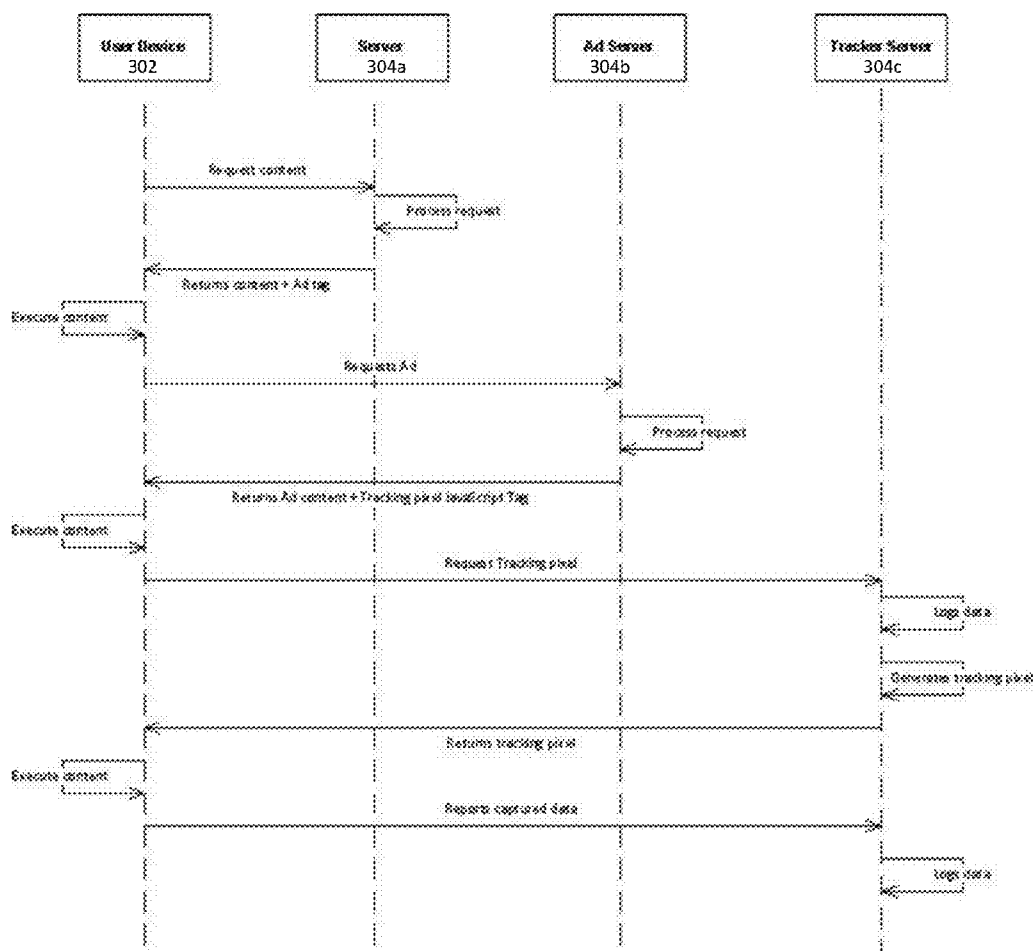 User Device
302
Server
304a
Ad Server
304b
Tracker Server
304c
Request content
Process request
Returns content + Ad tag
Execute content
Requests Ad
Process request
Returns Ad content + Tracking pixel JavaScript Tag
Execute content
Request Tracking pixel
Logs data
Generates tracking pixel
Returns tracking pixel
Execute content
Reports captured data
Logs data